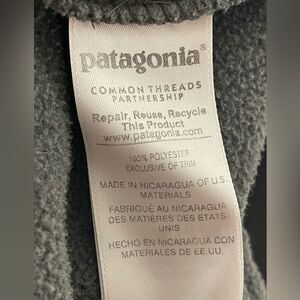 patagonia®
COMMON THREADS
PARTNERSHIP
Repair, Reuse, Recycle
This Product
www.patagonia.com
100% POLYESTER
EXCLUSIVE OF TRIM
MADE IN NICARAGUA OF U.S.
MATERIALS
FABRIQUÉ AU NICARAGUA
DES MATIÈRES DES ETATS-
UNIS
HECHO EN NICARAGUA CON
MATERIALES DE EE.UU.